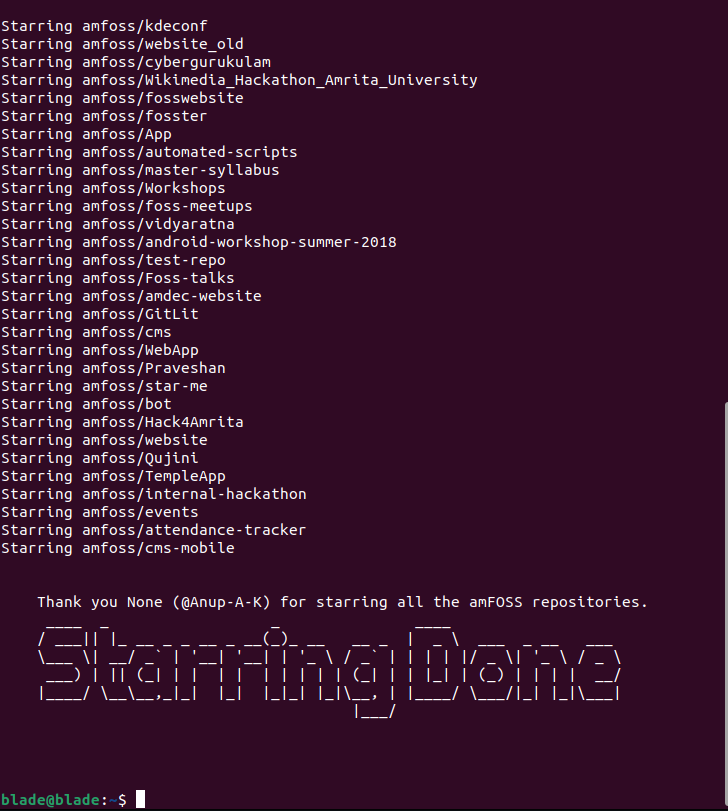 Starring amfoss/kdeconf
Starring amfoss/website_old
Starring amfoss/cybergurukulam
Starring amfoss/Wikimedia_Hackathon_Amrita_University
Starring amfoss/fosswebsite
Starring amfoss/fosster
Starring amfoss/App
Starring amfoss/automated-scripts
Starring amfoss/master-syllabus
Starring amfoss/Workshops
Starring amfoss/foss-meetups
Starring amfoss/vidyaratna
Starring amfoss/android-workshop-summer-2018
Starring amfoss/test-repo
Starring amfoss/Foss-talks
Starring amfoss/amdec-website
Starring amfoss/GitLit
Starring amfoss/cms
Starring amfoss/WebApp
Starring amfoss/Praveshan
Starring amfoss/star-me
Starring amfoss/bot
Starring amfoss/Hack4Amrita
Starring amfoss/website
Starring amfoss/Qujini
Starring amfoss/TempleApp
Starring amfoss/internal-hackathon
Starring amfoss/events
Starring amfoss/attendance-tracker
Starring amfoss/cms-mobile
Thank you None (@Anup-A-K) for starring all the amFOSS repositories.
Starring Done
blade@blade:~$